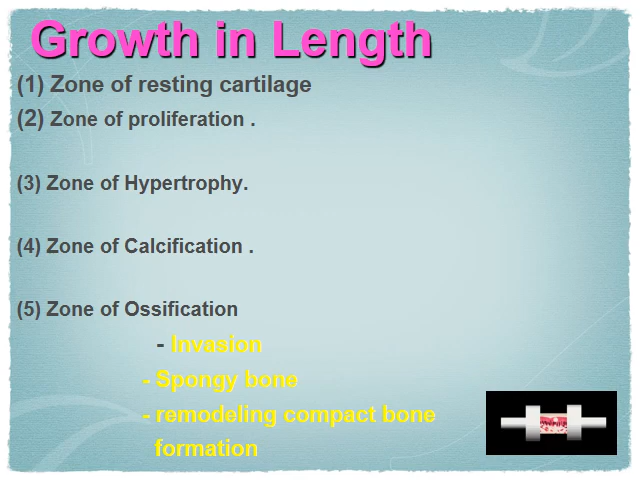 Growth in Length
(1) Zone of resting cartilage
(2) Zone of proliferation .
(3) Zone of Hypertrophy.
(4) Zone of Calcification .
(5) Zone of Ossification
- Invasion
- Spongy bone
- remodeling compact bone
formation